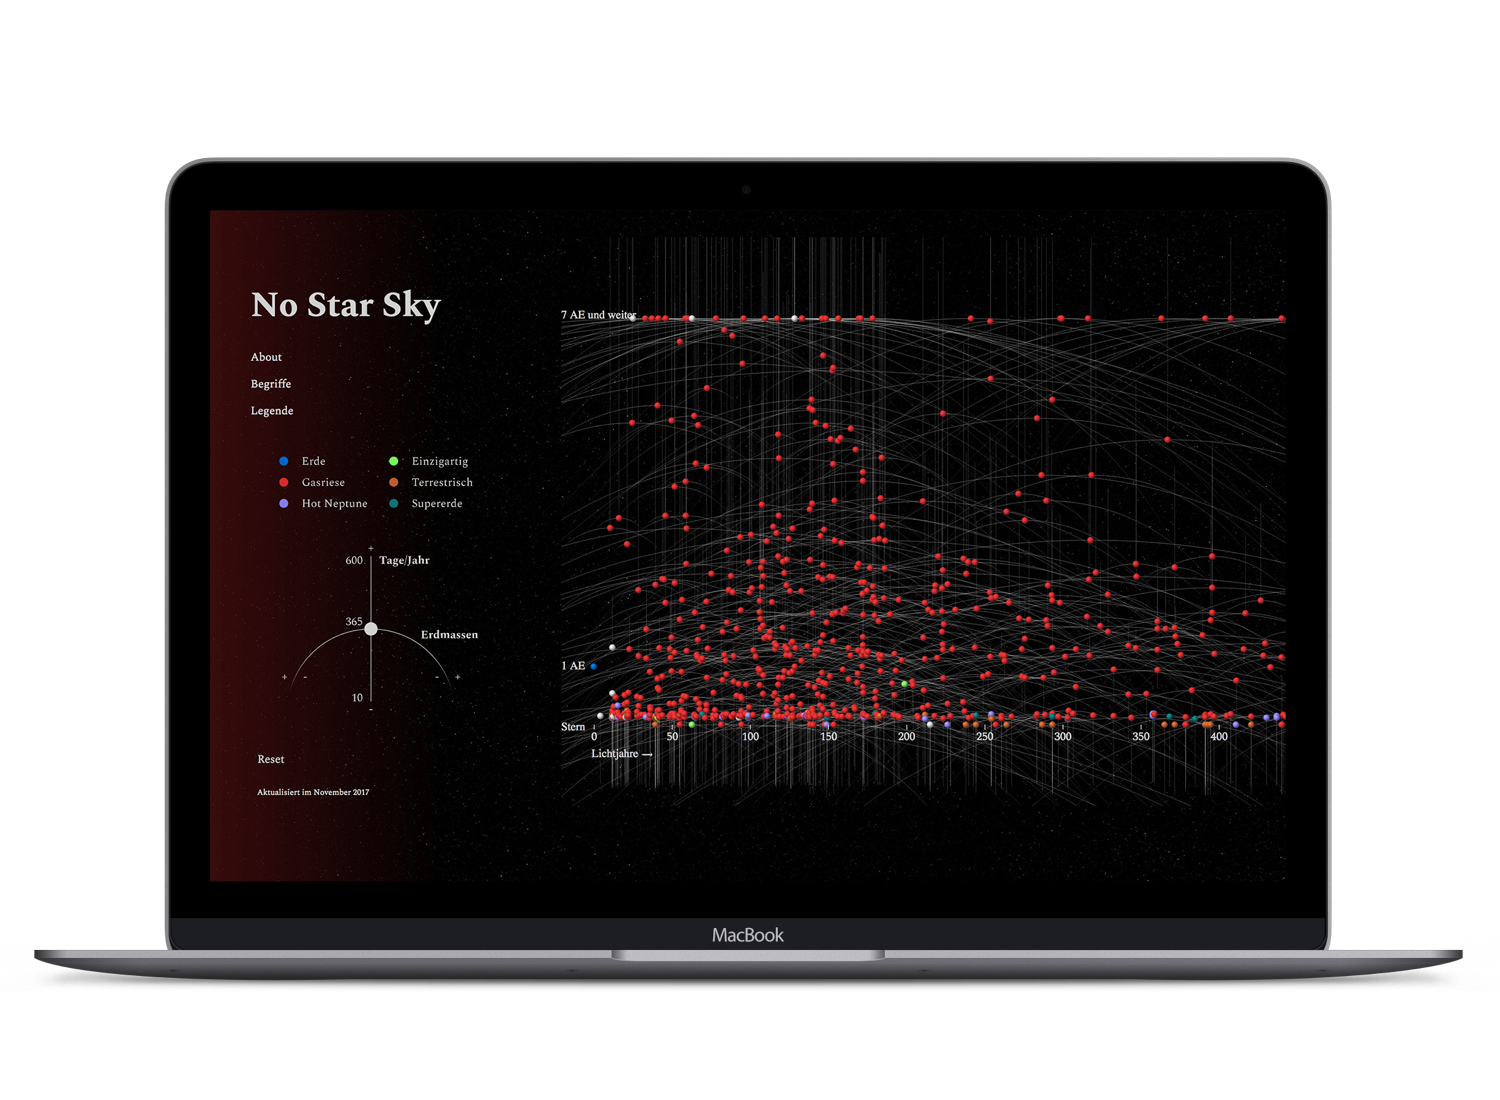 No Star Sky
About
Begriffe
Legende
Erde
Einzigartig
Gasriese
Terrestrisch
Hot Neptune
Supererde
+
600
Tage/Jahr
365
Erdmassen
+ - - +
10
-
Reset
Aktualisiert im November 2017
7 AE und weiter
1 AE
Stern
0 50 100 150 200 250 300 350 400
Lichtjahre →
MacBook